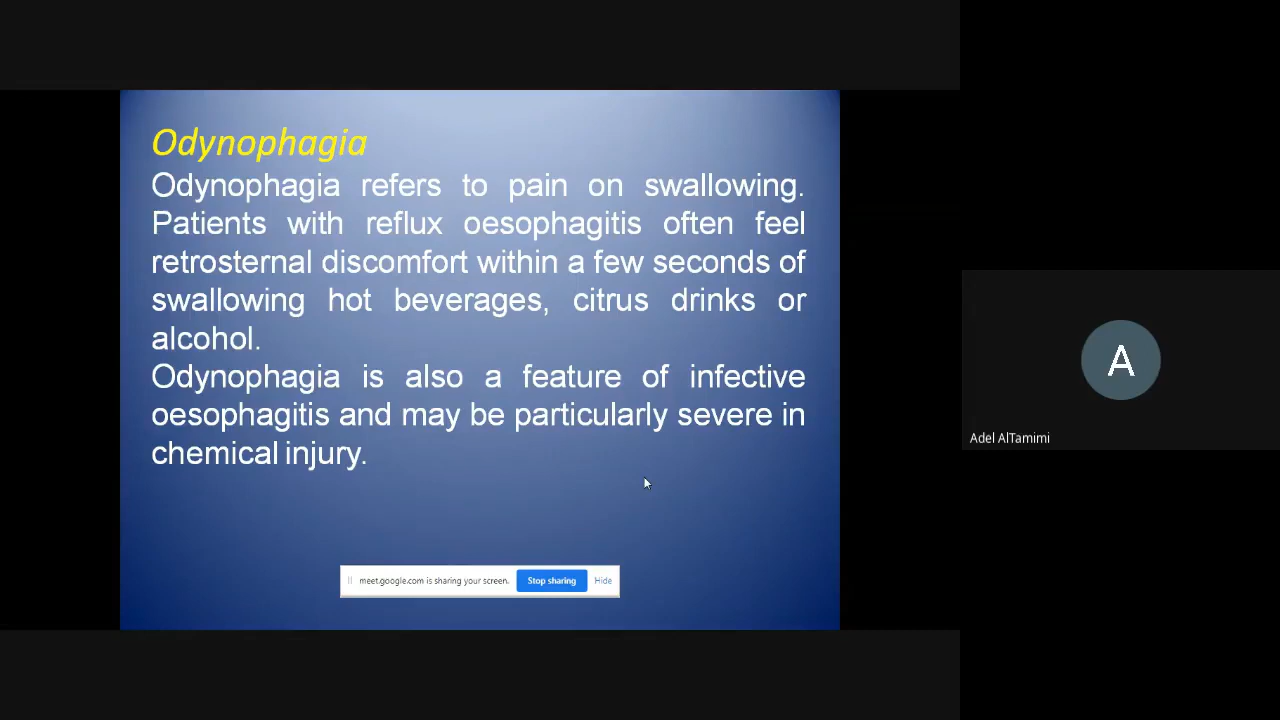 Odynophagia
Odynophagia refers to pain on swallowing.
Patients with reflux oesophagitis often feel
retrosternal discomfort within a few seconds of
swallowing hot beverages, citrus drinks or
alcohol.
Odynophagia is also a feature of infective
oesophagitis and may be particularly severe in
chemical injury.
meet.google.com is sharing your screen. Stop sharing Hide
A
Adel AlTamimi